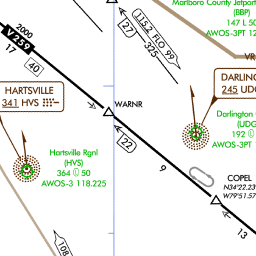 Marlboro County Jetport
(BBP)
147 L 50
AWOS-3PT 1
115.2 FLO 99
27
325
VR
2000
V259
17
40
HARTSVILLE
341 HVS
WARNR
DARLING
245 UDG
Darlington C
(UDG
192
AWOS-3PT
22
Hartsville Rgnl
(HVS)
364 50
AWOS-3 118.225
9
COPEL
N34°22.23'
W79°51.57
13
108